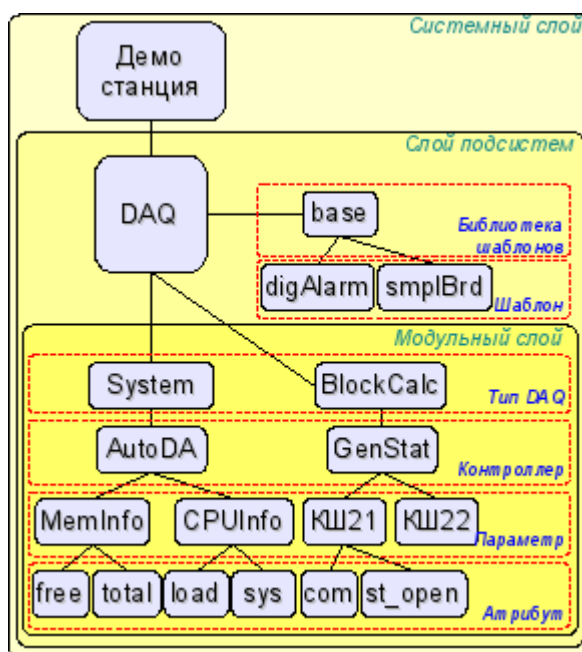 Системный слой
Демо
станция
Слой подсистем
DAQ
base
Библиотека
шаблонов
digAlarm smplBrd
Шаблон
Модульный слой
System BlockCalc
Тип DAQ
AutoDA GenStat
Контроллер
MemInfo CPUInfo КШ21 КШ22
Параметр
free total load sys com st_open
Атрибут